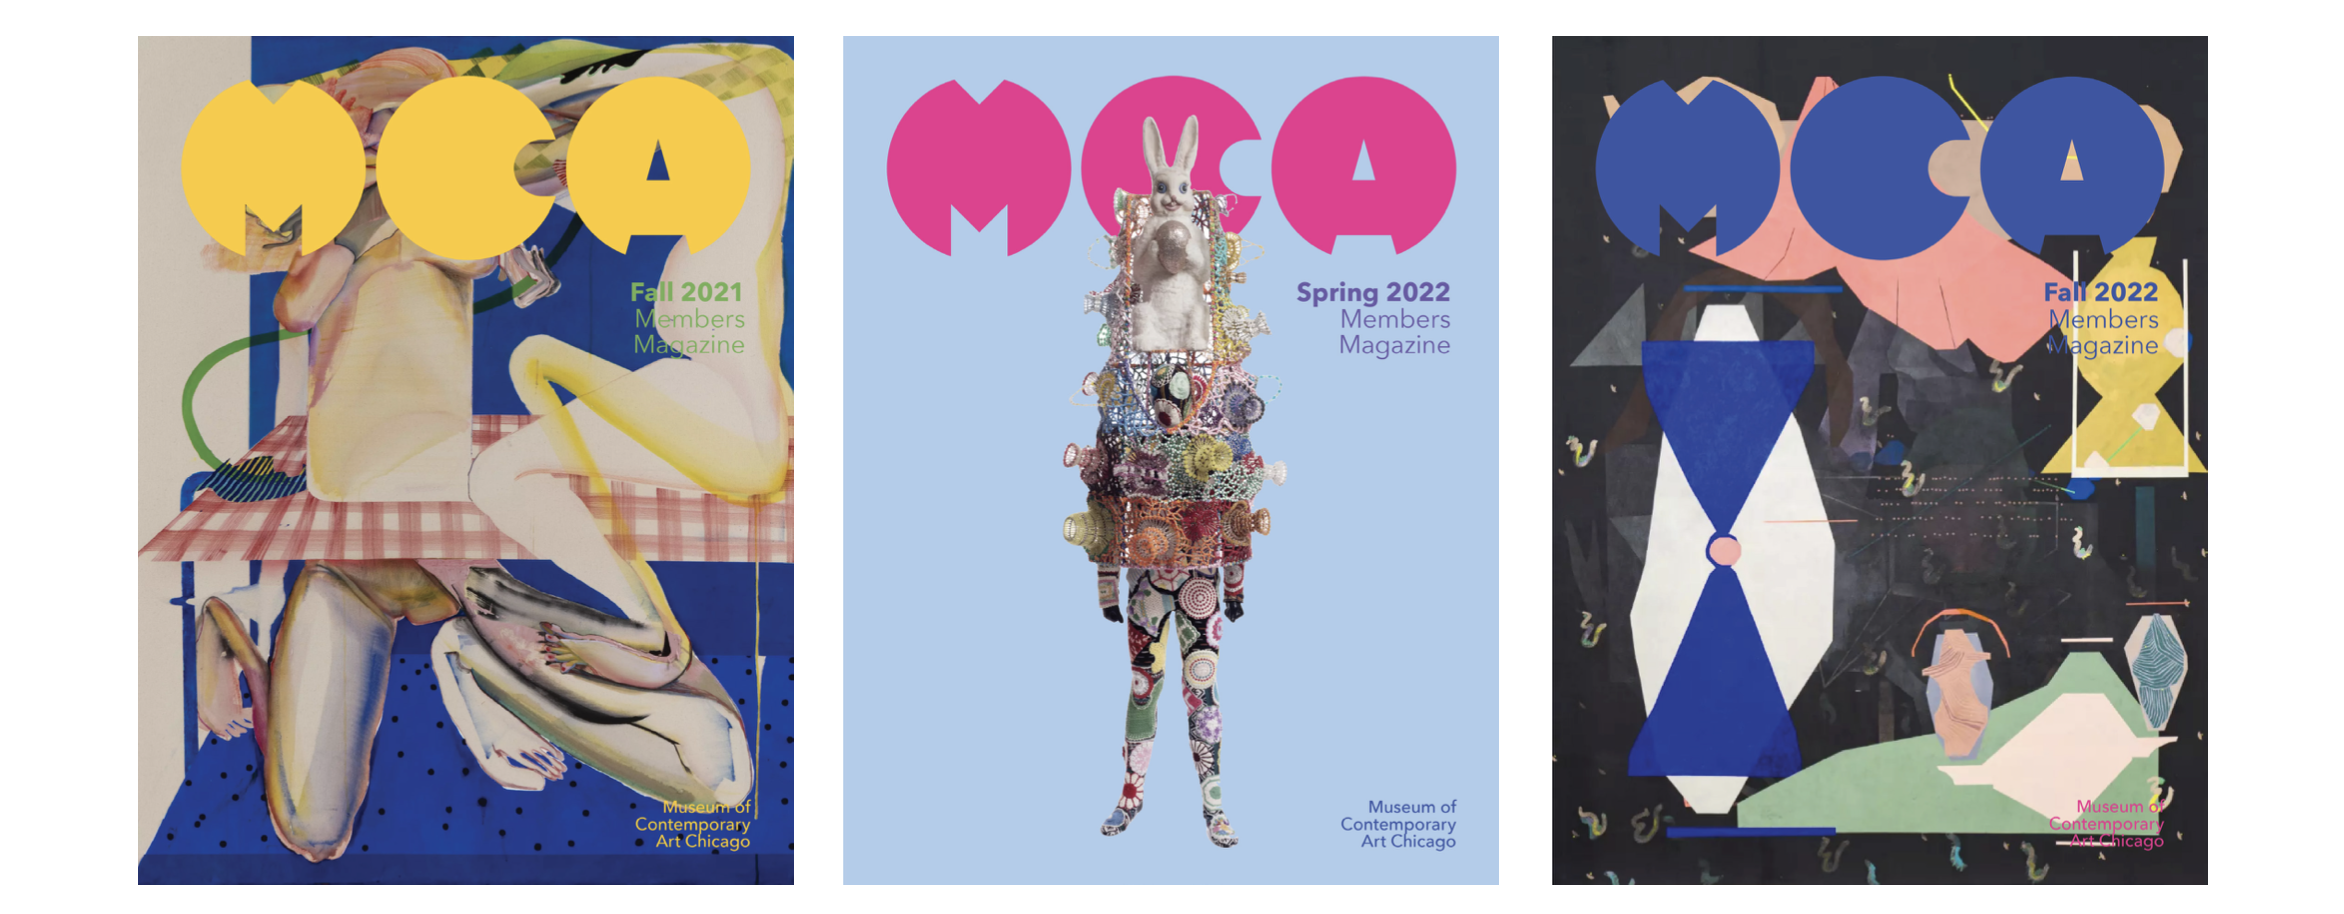 MCA
Fall 2021
Members
Magazine
Museum of
Contemporary
Art Chicago
MCA
Spring 2022
Members
Magazine
Museum of
Contemporary
Art Chicago
MCA
Fall 2022
Members
Magazine
Museum of
Contemporary
Art Chicago